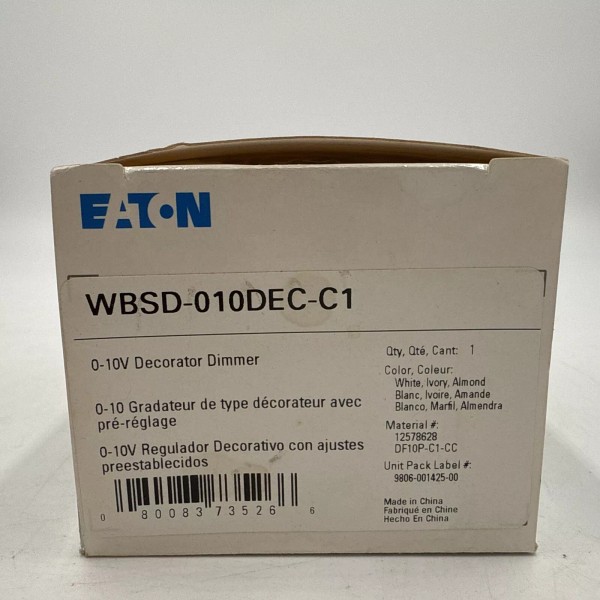 EATON
WBSD-010DEC-C1
0-10V Decorator Dimmer
0-10 Gradateur de type décorateur avec
pré-réglage
0-10V Regulador Decorativo con ajustes
preestablecidos
0 80083 73526 6
Qty, Qté, Cant: 1
Color, Couleur:
White, Ivory, Almond
Blanc, Ivoire, Amande
Blanco, Marfil, Almendra
Material #:
12578628
DF10P-C1-CC
Unit Pack Label #:
9806-001425-00
Made in China
Fabriqué en Chine
Hecho En China